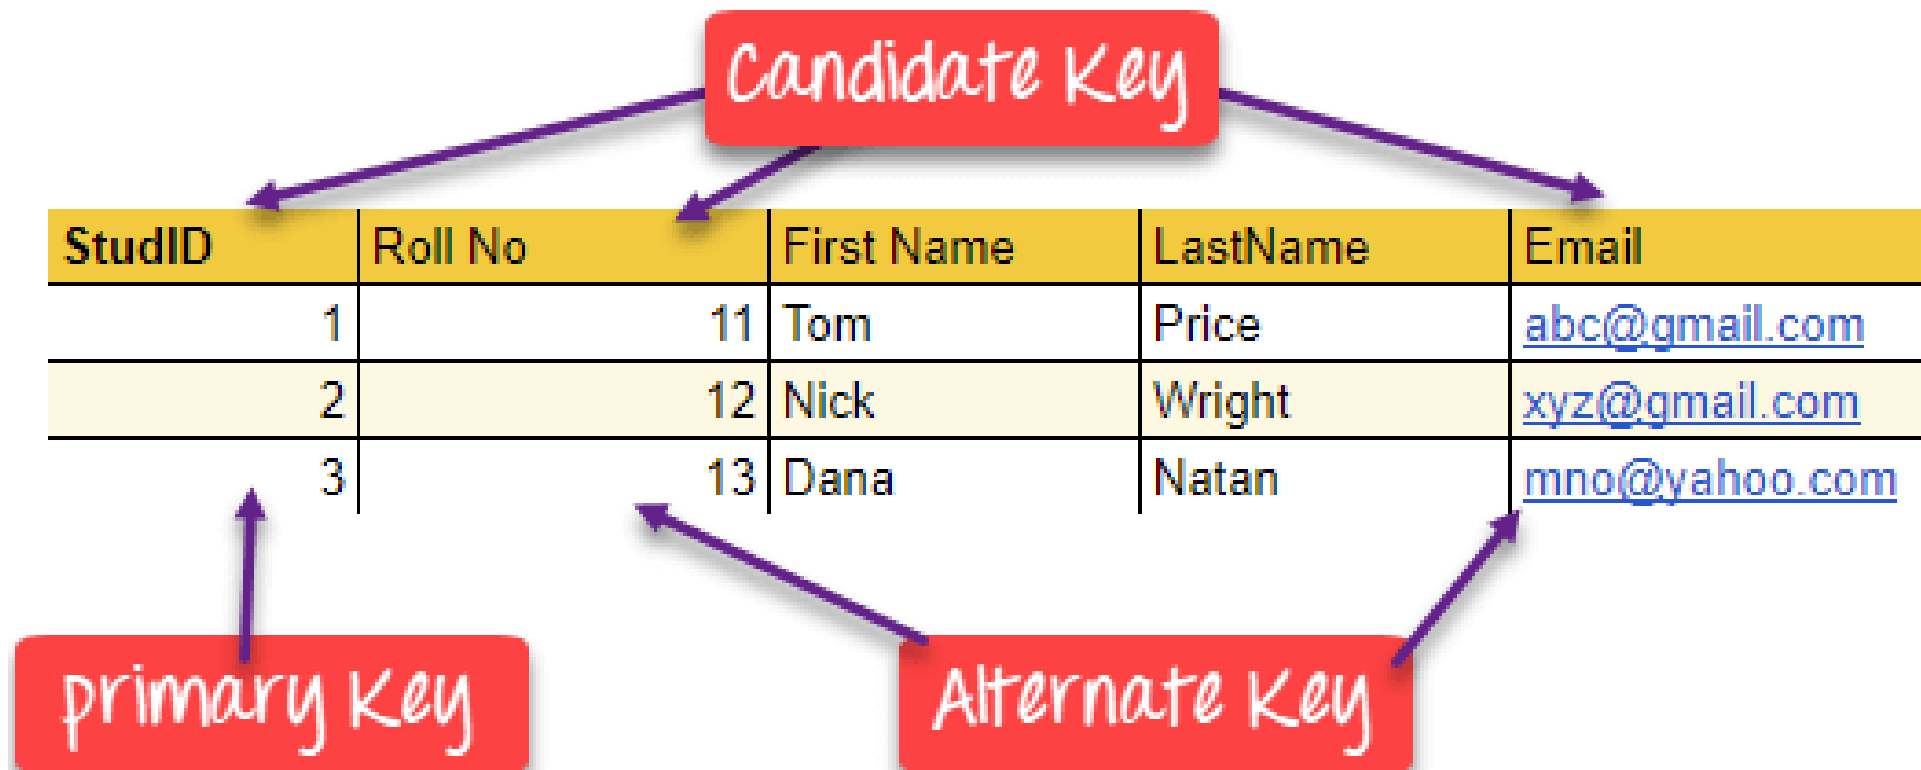 Candidate Key
StudID Roll No First Name LastName Email
1 11 Tom Price abc@gmail.com
2 12 Nick Wright xyz@gmail.com
3 13 Dana Natan mno@yahoo.com
primary Key Alternate Key